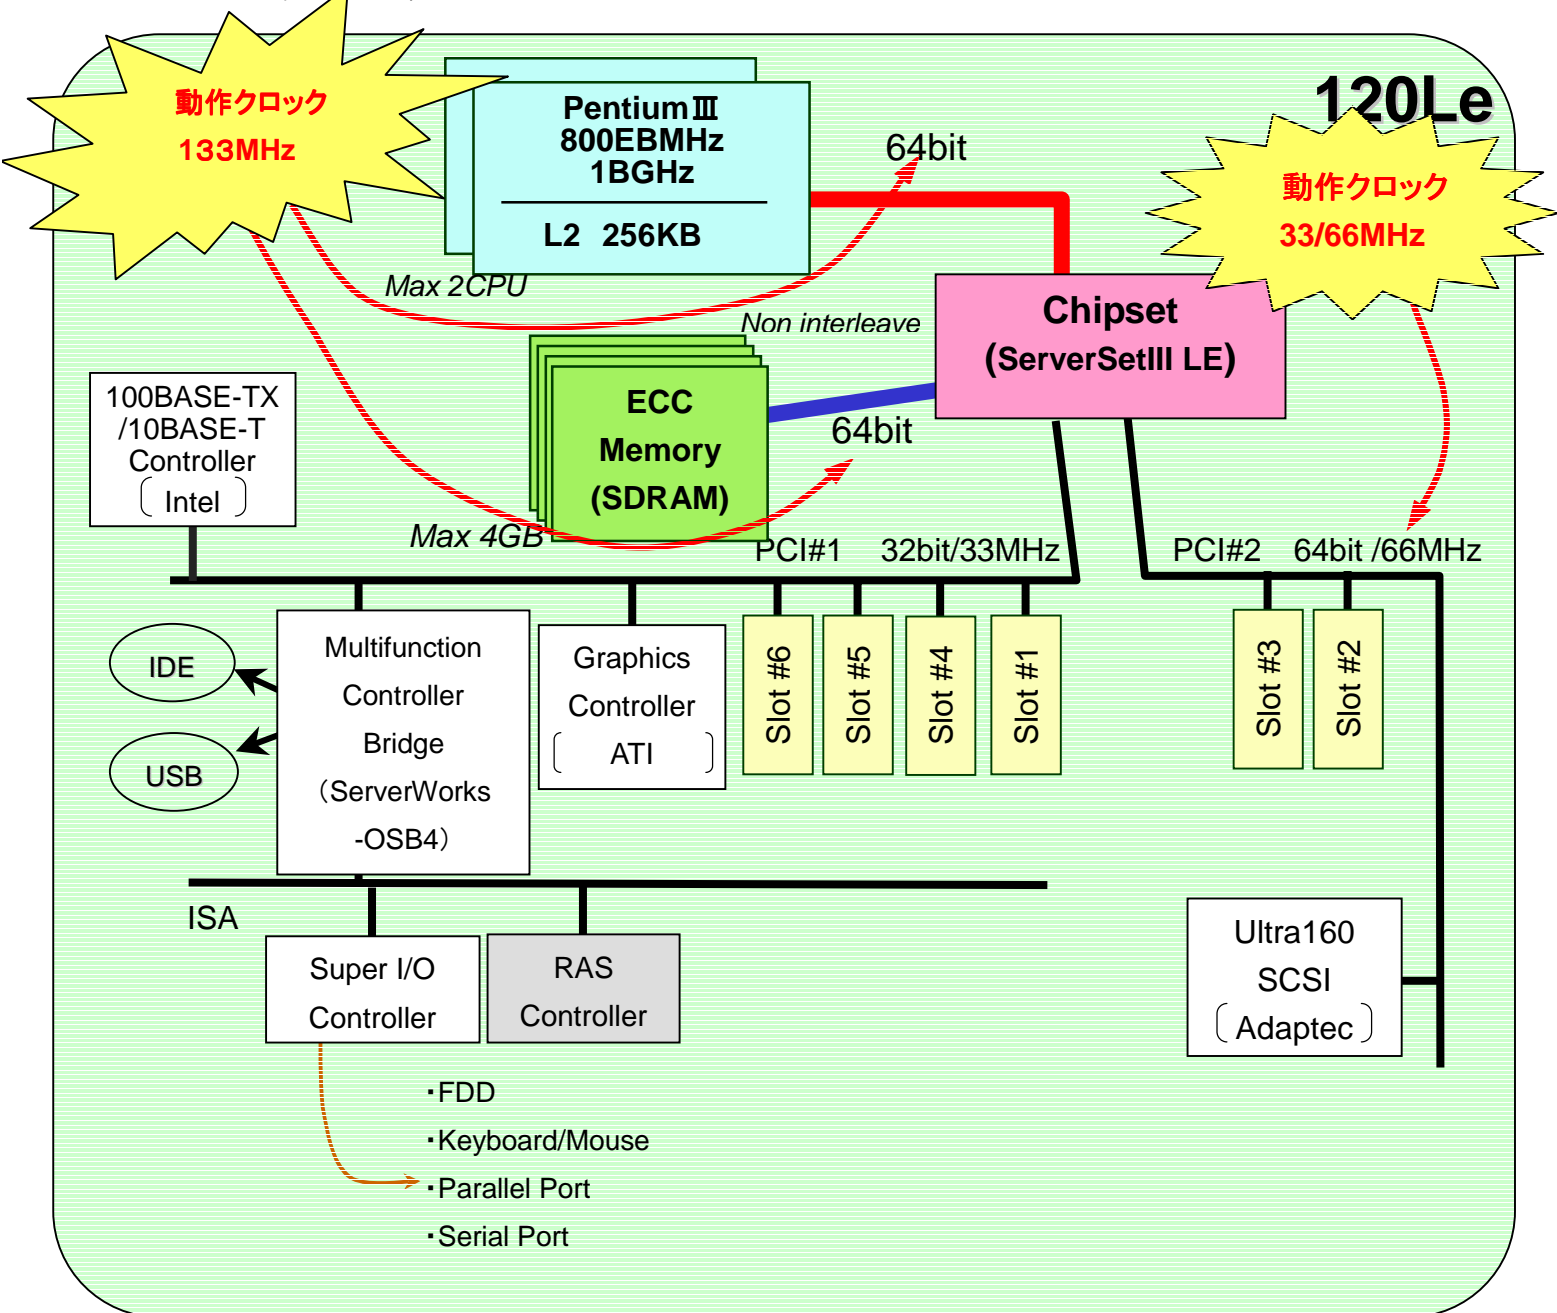 120Le
動作クロック
133MHz
PentiumⅢ
800EBMHz
1BGHz
L2 256KB
64bit
動作クロック
33/66MHz
Max 2CPU
Non interleave
Chipset
(ServerSetIII LE)
100BASE-TX
/10BASE-T
Controller
〔 Intel 〕
ECC
Memory
(SDRAM)
64bit
Max 4GB
PCI#1 32bit/33MHz
PCI#2 64bit /66MHz
IDE
USB
Multifunction
Controller
Bridge
（ServerWorks
-OSB4）
Graphics
Controller
〔 ATI 〕
Slot #6
Slot #5
Slot #4
Slot #1
Slot #3
Slot #2
ISA
Super I/O
Controller
RAS
Controller
Ultra160
SCSI
〔Adaptec〕
・FDD
・Keyboard/Mouse
・Parallel Port
・Serial Port